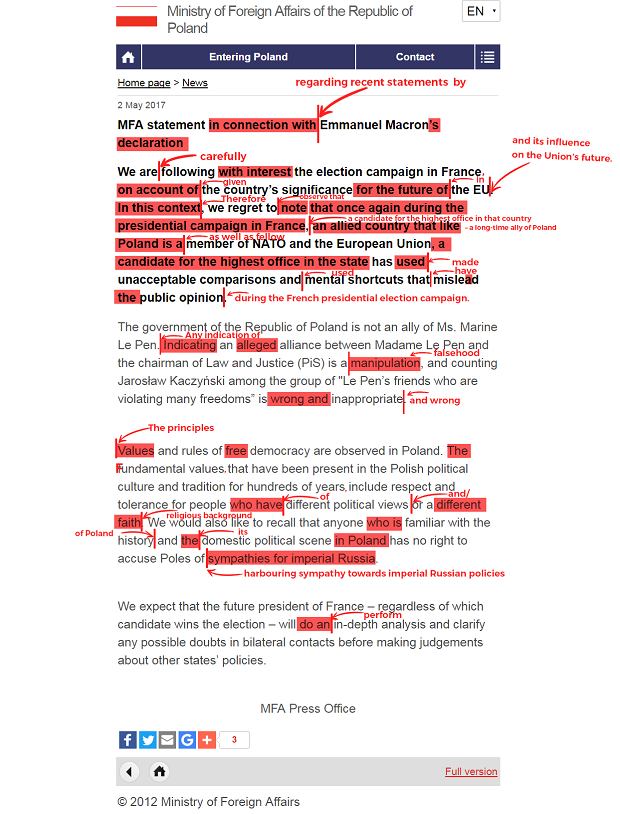 Ministry of Foreign Affairs of the Republic of
Poland
EN
Entering Poland Contact
Home page > News
regarding recent statements by
2 May 2017
MFA statement in connection with Emmanuel Macron's
declaration
and its influence
on the Union's future.
carefully
We are following with interest the election campaign in France,
given
in
on account of the country's significance for the future of the EU
Therefore
observe that
In this context, we regret to note that once again during the
a candidate for the highest office in that country
presidential campaign in France, an allied country that like
- a long-time ally of Poland
as well as fellow
Poland is a member of NATO and the European Union, a
candidate for the highest office in the state has used
made
used
have
unacceptable comparisons and mental shortcuts that mislead
the public opinion.
during the French presidential election campaign.
The government of the Republic of Poland is not an ally of Ms. Marine
Any indication of
Le Pen. Indicating an alleged alliance between Madame Le Pen and
falsehood
the chairman of Law and Justice (PiS) is a manipulation, and counting
Jarosław Kaczyński among the group of "Le Pen's friends who are
violating many freedoms" is wrong and inappropriate.
and wrong
The principles
Values and rules of free democracy are observed in Poland. The
F
fundamental values, that have been present in the Polish political
culture and tradition for hundreds of years, include respect and
of
and/
tolerance for people who have different political views or a different
religious background
faith. We would also like to recall that anyone who is familiar with the
of Poland
its
history and the domestic political scene in Poland has no right to
accuse Poles of sympathies for imperial Russia.
harbouring sympathy towards imperial Russian policies
We expect that the future president of France – regardless of which
perform
candidate wins the election – will do an in-depth analysis and clarify
any possible doubts in bilateral contacts before making judgements
about other states' policies.
MFA Press Office
3
Full version
© 2012 Ministry of Foreign Affairs